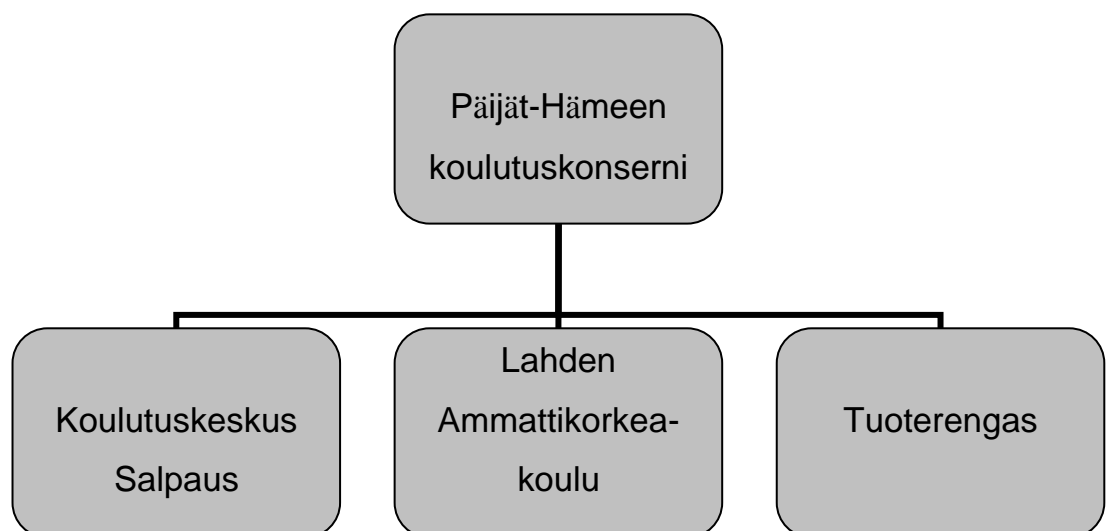 Päijät-Hämeen
koulutuskonserni
Koulutuskeskus
Salpaus
Lahden
Ammattikorkea-
koulu
Tuoterengas